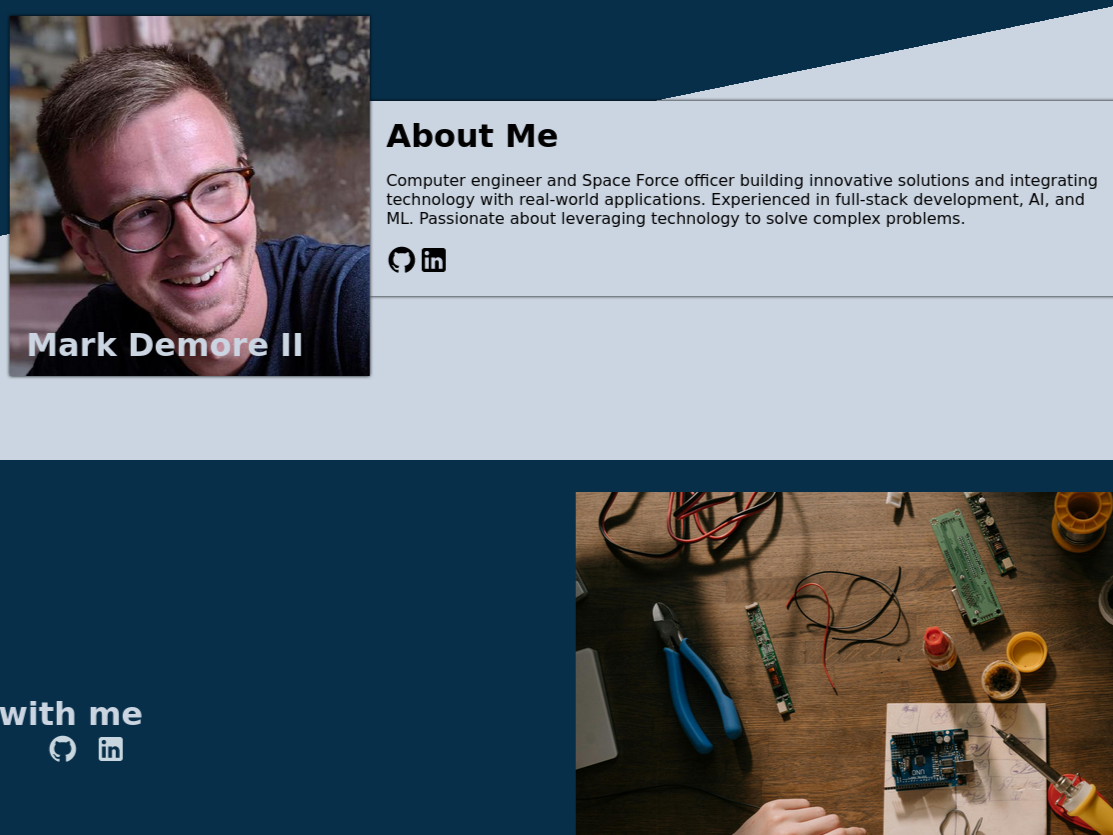 About Me
Computer engineer and Space Force officer building innovative solutions and integrating
technology with real-world applications. Experienced in full-stack development, AI, and
ML. Passionate about leveraging technology to solve complex problems.
Mark Demore II
with me